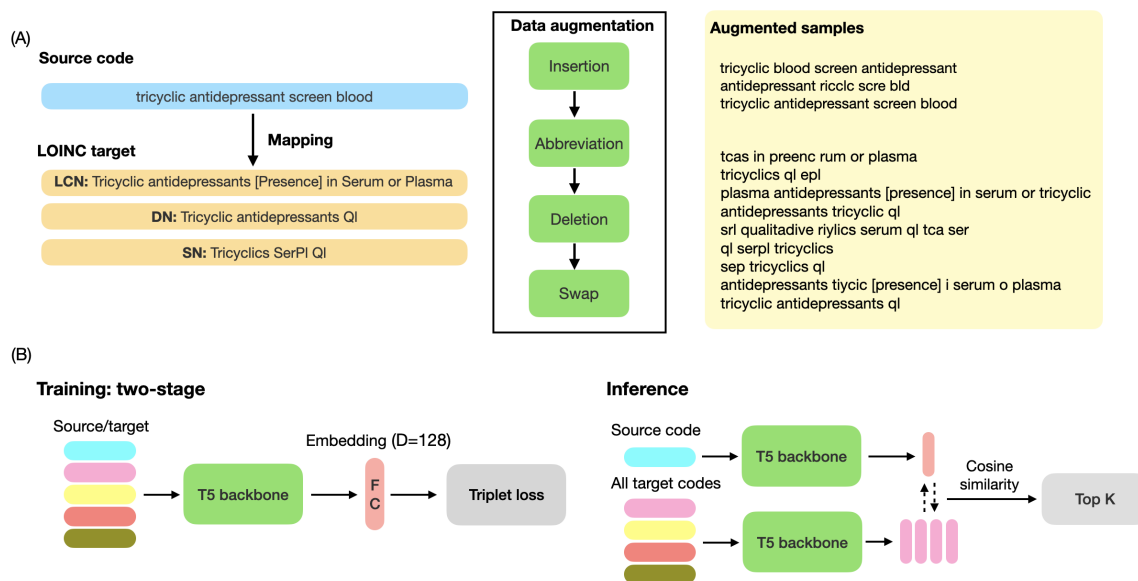 (A)
Source code
tricyclic antidepressant screen blood
Mapping
LOINC target
LCN: Tricyclic antidepressants [Presence] in Serum or Plasma
DN: Tricyclic antidepressants Ql
SN: Tricyclics SerPl Ql
Data augmentation
Insertion
Abbreviation
Deletion
Swap
Augmented samples
tricyclic blood screen antidepressant
antidepressant ricclc scre bld
tricyclic antidepressant screen blood
tcas in preenc rum or plasma
tricyclics ql epl
plasma antidepressants [presence] in serum or tricyclic
antidepressants tricyclic ql
srl qualitadive riylics serum ql tca ser
ql serpl tricyclics
sep tricyclics ql
antidepressants tiycic [presence] i serum o plasma
tricyclic antidepressants ql
(B)
Training: two-stage
Source/target
T5 backbone
Embedding (D=128)
F
C
Triplet loss
Inference
Source code
T5 backbone
All target codes
T5 backbone
Cosine
similarity
Top K